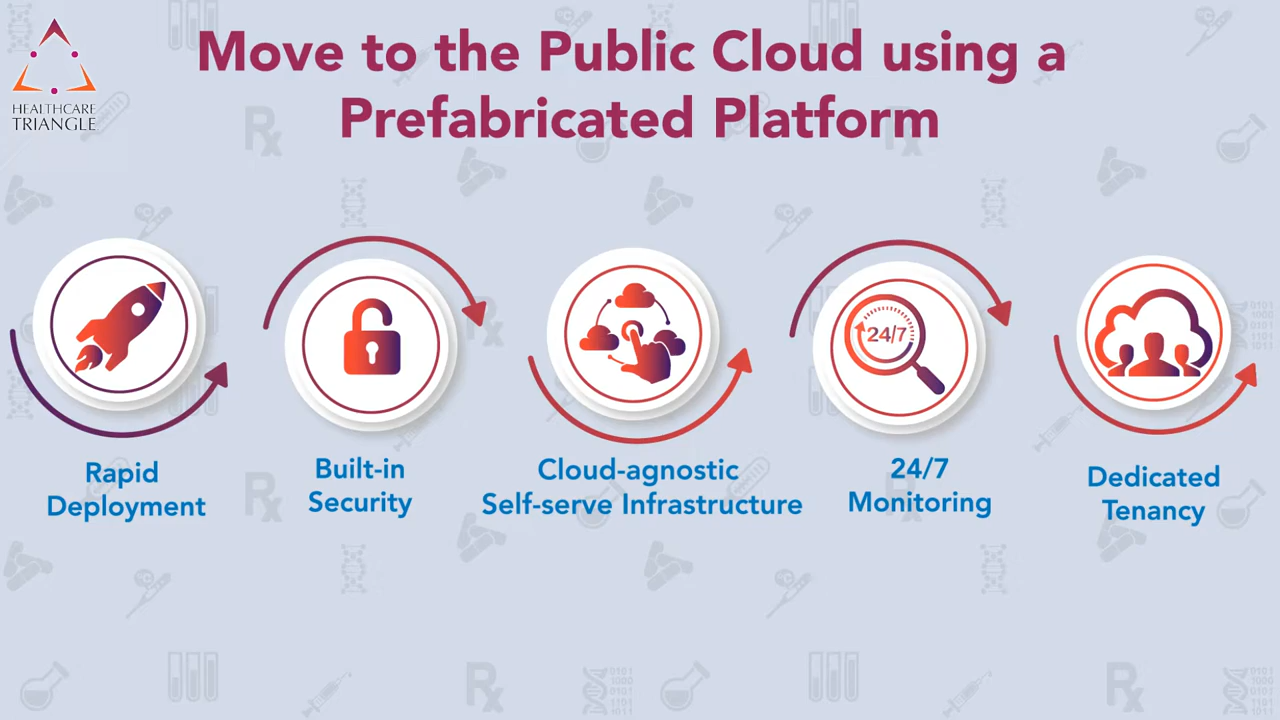 HEALTHCARE
TRIANGLE
Move to the Public Cloud using a
Prefabricated Platform
24/7
Rapid
Deployment
Built-in
Security
Cloud-agnostic
Self-serve Infrastructure
24/7
Monitoring
Dedicated
Tenancy